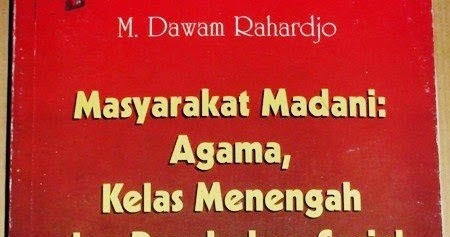 M. Dawam Rahardjo
Masyarakat Madani:
Agama,
Kelas Menengah